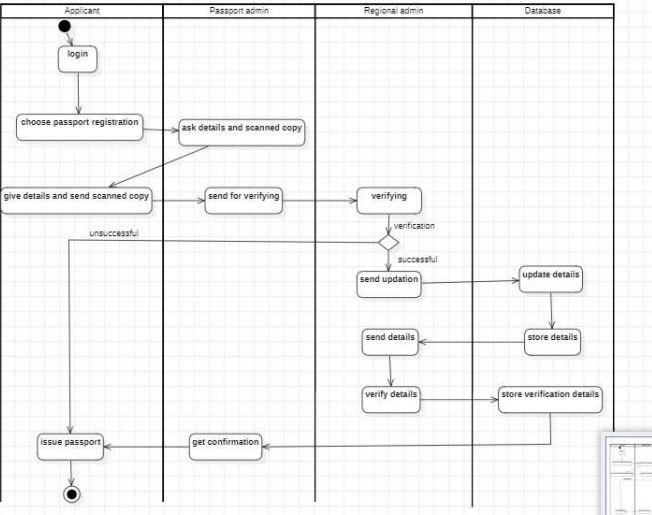 Applicant
Passport admin
Regional admin
Database
login
choose passport registration
ask details and scanned copy
give details and send scanned copy
send for verifying
verifying
verification
unsuccessful
successful
send updation
update details
send details
store details
verify details
store verification details
issue passport
get confirmation